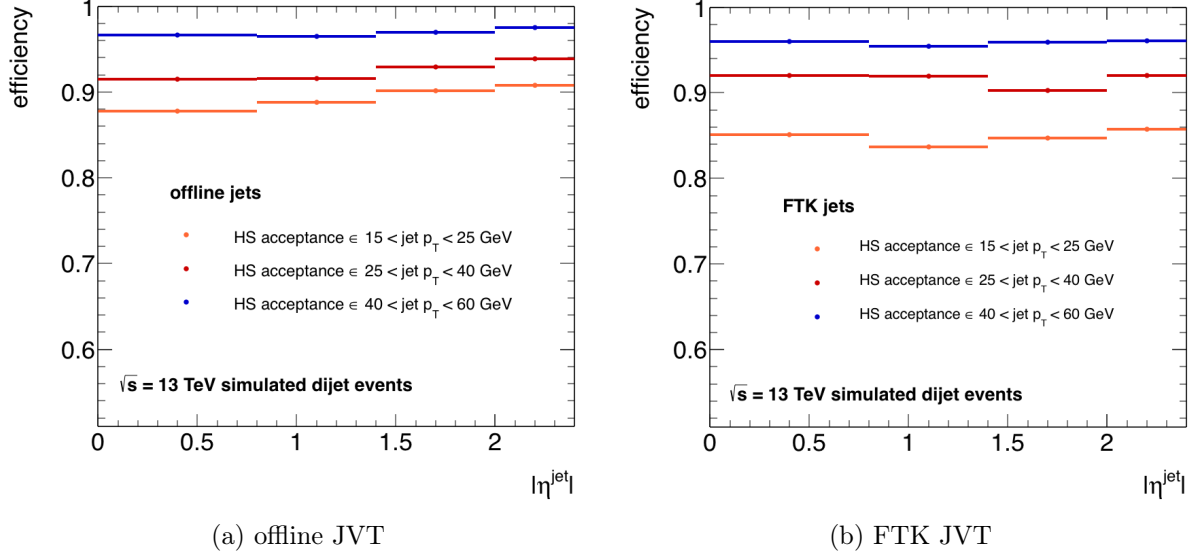 efficiency
1
0.9
0.8
0.7
0.6
offline jets
HS acceptance ∈ 15 < jet p_T < 25 GeV
HS acceptance ∈ 25 < jet p_T < 40 GeV
HS acceptance ∈ 40 < jet p_T < 60 GeV
√s = 13 TeV simulated dijet events
0 0.5 1 1.5 2
|η^jet|
(a) offline JVT
efficiency
1
0.9
0.8
0.7
0.6
FTK jets
HS acceptance ∈ 15 < jet p_T < 25 GeV
HS acceptance ∈ 25 < jet p_T < 40 GeV
HS acceptance ∈ 40 < jet p_T < 60 GeV
√s = 13 TeV simulated dijet events
0 0.5 1 1.5 2
|η^jet|
(b) FTK JVT